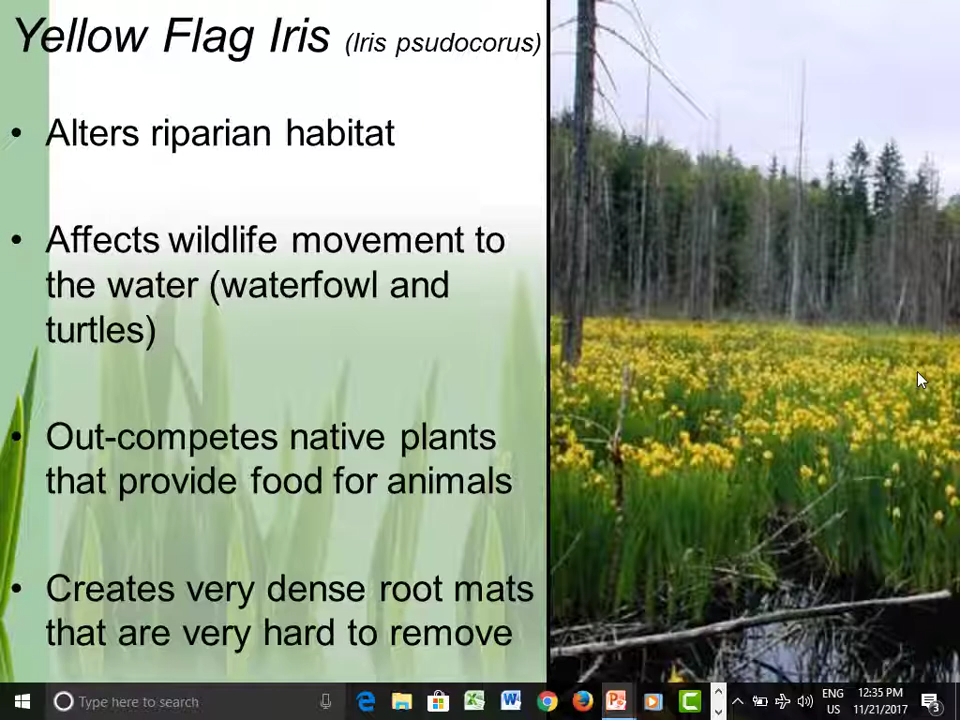 Yellow Flag Iris (Iris psudocorus)
• Alters riparian habitat
• Affects wildlife movement to
the water (waterfowl and
turtles)
• Out-competes native plants
that provide food for animals
• Creates very dense root mats
that are very hard to remove
Type here to search
ENG
US
12:35 PM
11/21/2017
3